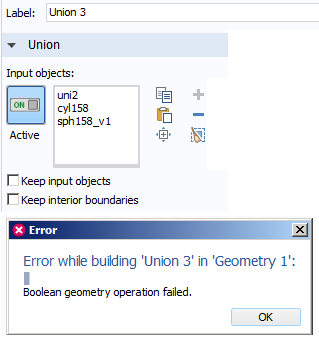 Label: Union 3
Union
Input objects:
ON
Active
uni2
cyl158
sph158_v1
Keep input objects
Keep interior boundaries
Error
Error while building 'Union 3' in 'Geometry 1':
Boolean geometry operation failed.
OK